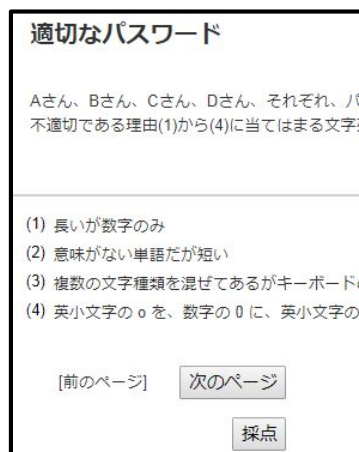 適切なパスワード
Aさん、Bさん、Cさん、Dさん、それぞれ、パ
不適切である理由(1)から(4)に当てはまる文字
(1) 長いが数字のみ
(2) 意味がない単語だが短い
(3) 複数の文字種類を混ぜてあるがキーボード
(4) 英小文字の o を、数字の 0 に、英小文字の
[前のページ] 次のページ
採点